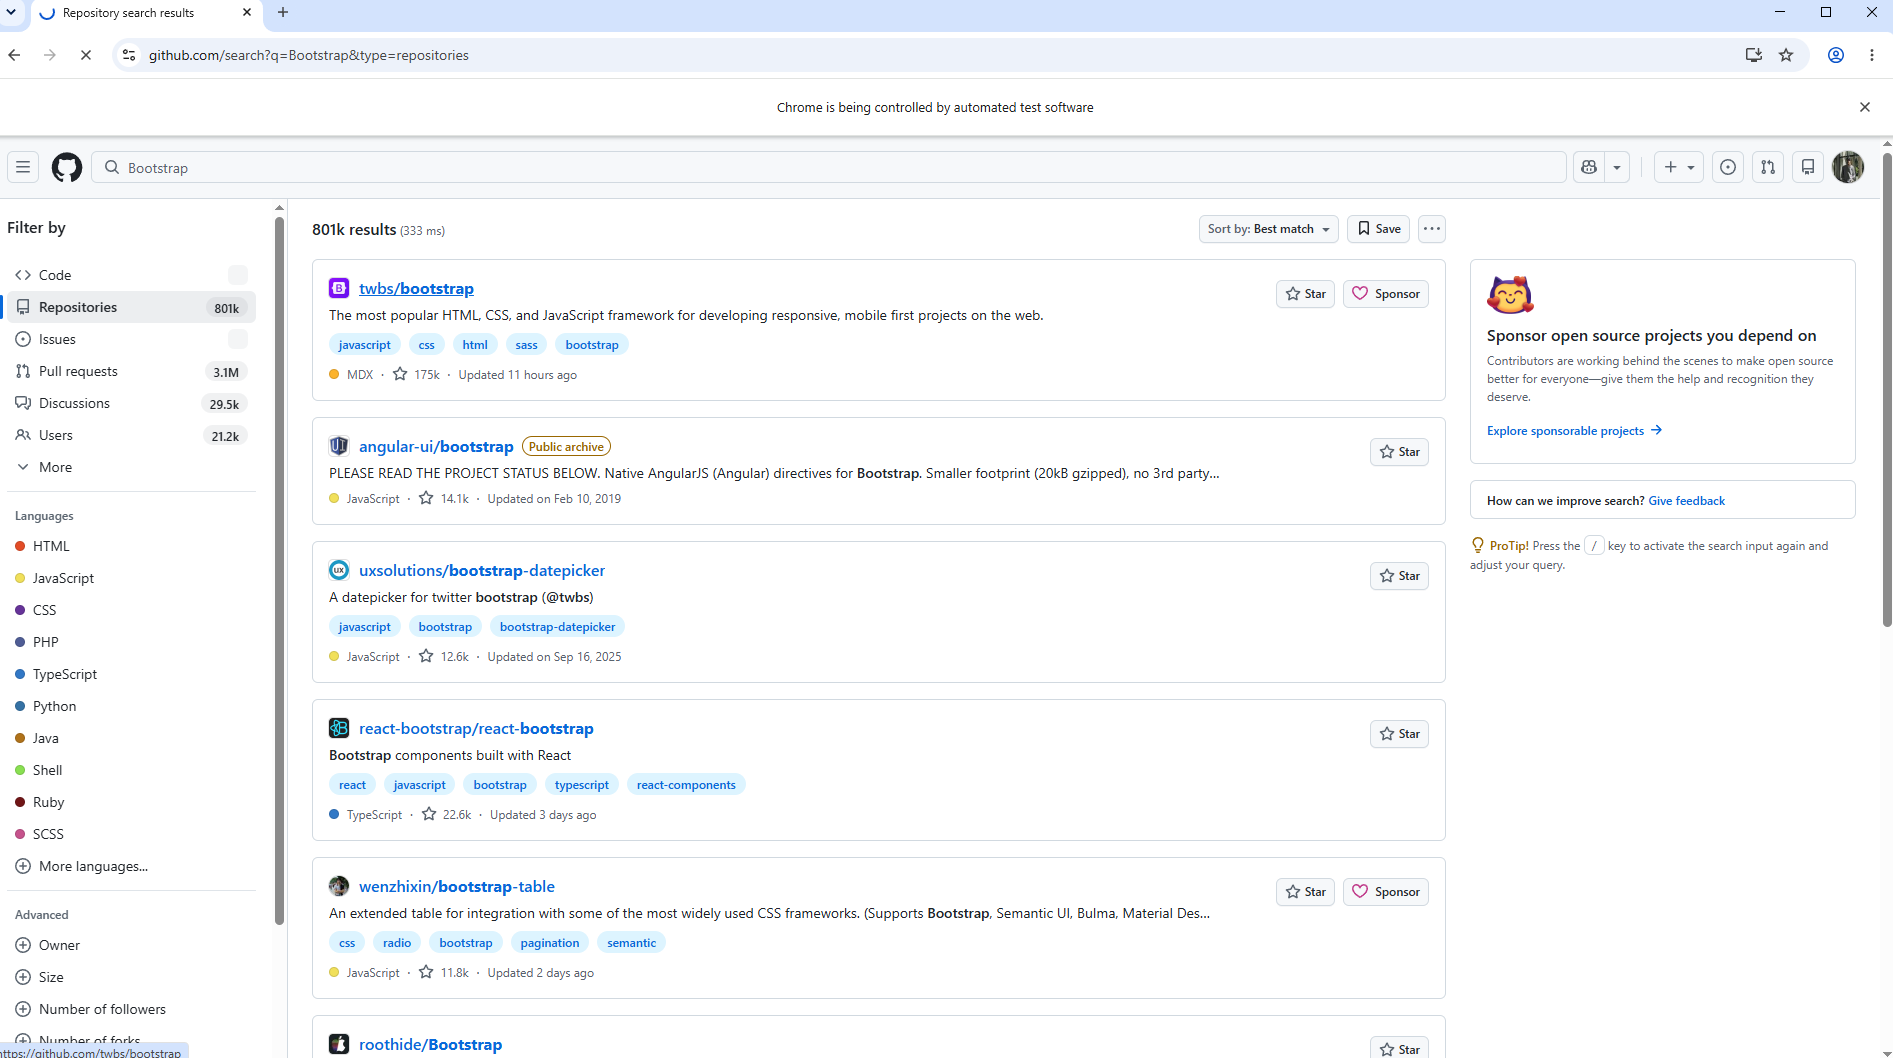 Repository search results
github.com/search?q=Bootstrap&type=repositories
Chrome is being controlled by automated test software
Bootstrap
Filter by
Code
Repositories 801k
Issues
Pull requests 3.1M
Discussions 29.5k
Users 21.2k
More
Languages
HTML
JavaScript
CSS
PHP
TypeScript
Python
Java
Shell
Ruby
SCSS
More languages...
Advanced
Owner
Size
Number of followers
Number of forks
https://github.com/twbs/bootstrap
801k results (333 ms)
Sort by: Best match
Save
twbs/bootstrap
Star
Sponsor
The most popular HTML, CSS, and JavaScript framework for developing responsive, mobile first projects on the web.
javascript css html sass bootstrap
MDX · 175k · Updated 11 hours ago
angular-ui/bootstrap Public archive
Star
PLEASE READ THE PROJECT STATUS BELOW. Native AngularJS (Angular) directives for Bootstrap. Smaller footprint (20kB gzipped), no 3rd party...
JavaScript · 14.1k · Updated on Feb 10, 2019
uxsolutions/bootstrap-datepicker
Star
A datepicker for twitter bootstrap (@twbs)
javascript bootstrap bootstrap-datepicker
JavaScript · 12.6k · Updated on Sep 16, 2025
react-bootstrap/react-bootstrap
Star
Bootstrap components built with React
react javascript bootstrap typescript react-components
TypeScript · 22.6k · Updated 3 days ago
wenzhixin/bootstrap-table
Star
Sponsor
An extended table for integration with some of the most widely used CSS frameworks. (Supports Bootstrap, Semantic UI, Bulma, Material Des...
css radio bootstrap pagination semantic
JavaScript · 11.8k · Updated 2 days ago
roothide/Bootstrap
Star
Sponsor open source projects you depend on
Contributors are working behind the scenes to make open source
better for everyone—give them the help and recognition they
deserve.
Explore sponsorable projects
How can we improve search? Give feedback
ProTip! Press the / key to activate the search input again and
adjust your query.